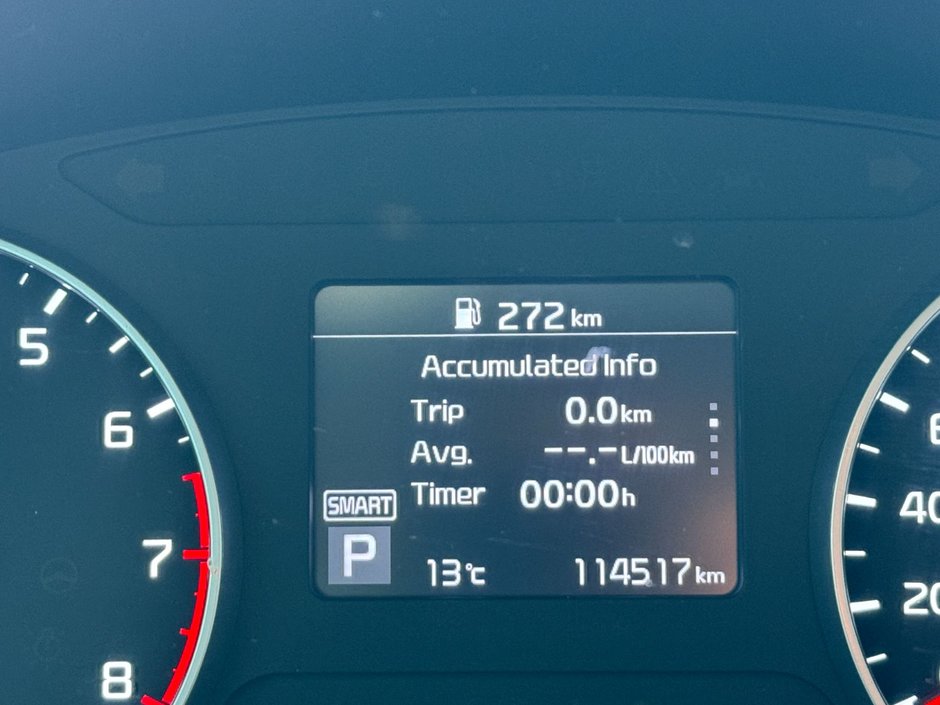 272 km
Accumulated Info
Trip 0.0 km
Avg. --.- L/100km
Timer 00:00 h
SMART
P
13°C 114517 km
5
6
7
8
40
20